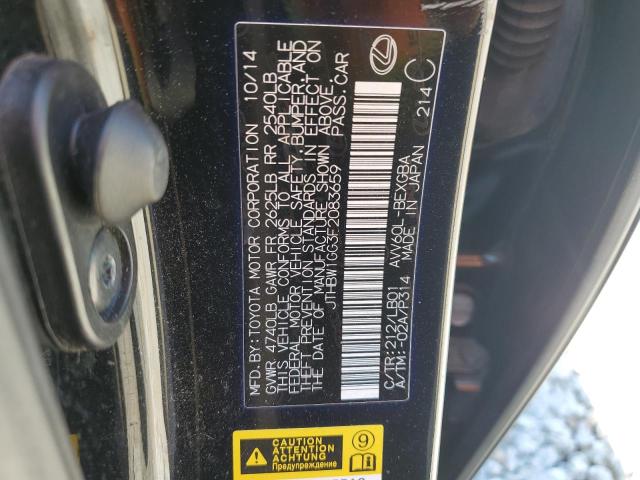 MFD.BY:TOYOTA MOTOR CORPORATION 10/14
GVWR 4740LB GAWR FR 2625LB RR 2540LB
THIS VEHICLE CONFORMS TO ALL APPLICABLE
FEDERAL MOTOR VEHICLE SAFETY,BUMPER, AND
THEFT PREVENTION STANDARDS IN EFFECT ON
THE DATE OF MANUFACTURE SHOWN ABOVE.
JTHBW1GG3F2083659 PASS.CAR
C/TR:212/LB01 AVV60L-BEXGBA
A/TM:-02A/P314 MADE IN JAPAN 214 C
CAUTION
ATTENTION
ACHTUNG
Предупреждение
9